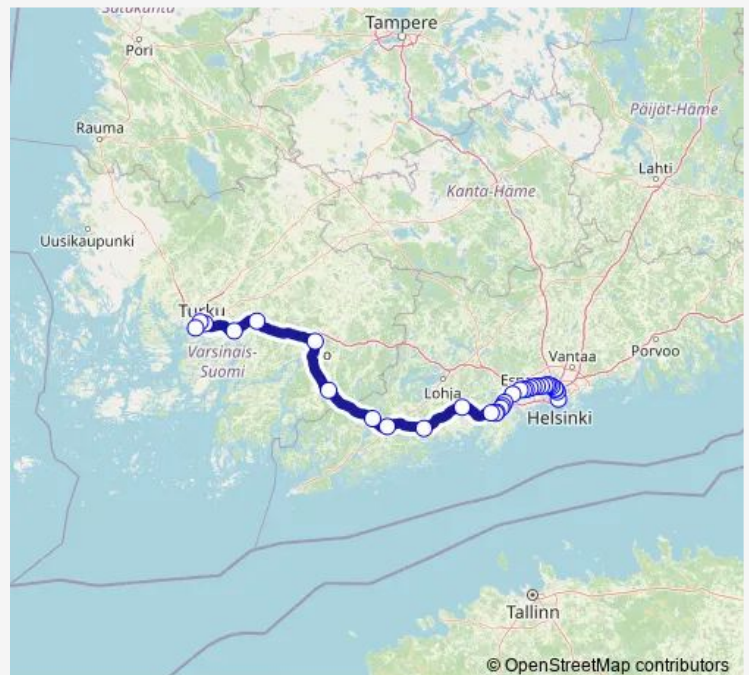 Satakunta
Tampere
Pori
Päijät-Häme
Rauma
Lahti
Kanta-Häme
Uusikaupunki
Turku
Vantaa
Porvoo
Varsinais-
Suomi
Lohja
Helsinki
Tallinn
© OpenStreetMap contributors